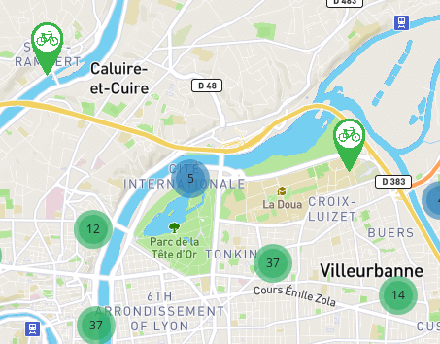 D 483
S
RAMBERT
Caluire-
et-Cuire
D 48
CITÉ
INTERNATIONALE
5
D 383
La Doua
CROIX-
LUIZET
12
Parc de la
Tête d'Or
TONKIN
BUERS
37
Villeurbanne
6TH
ARRONDISSEMENT
OF LYON
Cours Émile Zola
14
37
CUS